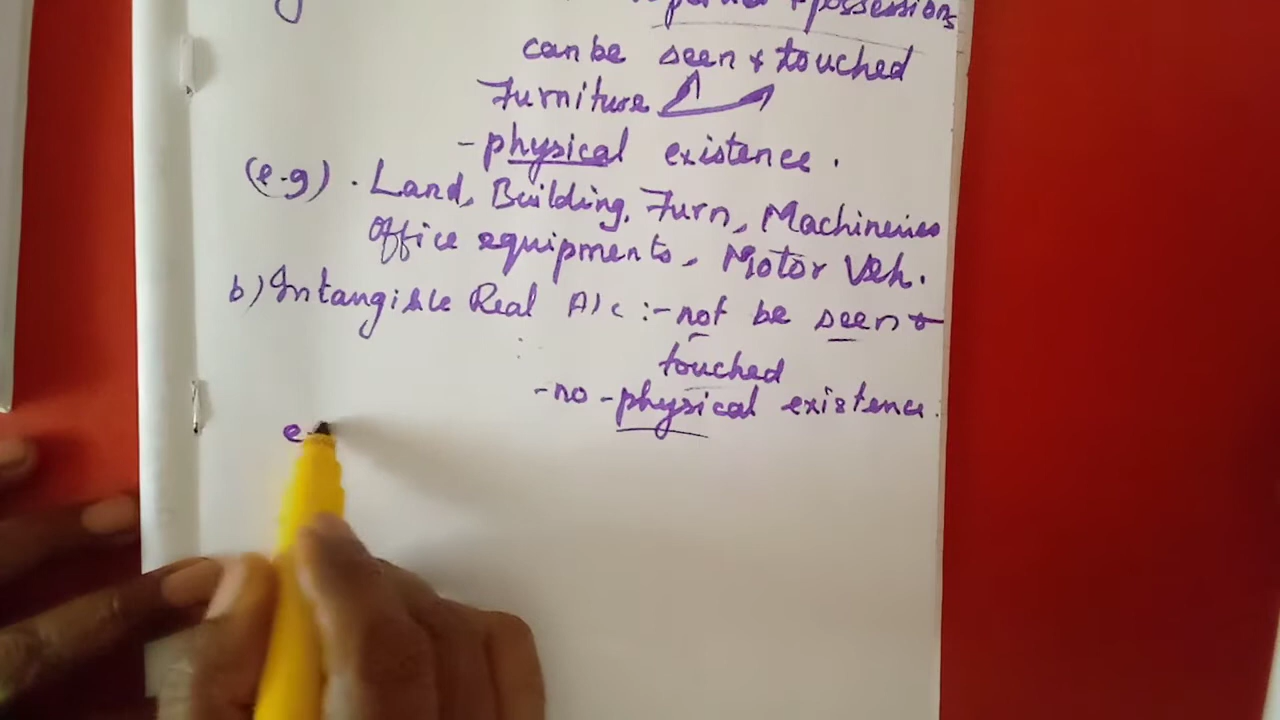 + possessions
can be seen & touched
Furniture
- physical existence .
(e.g) . Land, Building, Furn, Machineries
Office equipments, Motor Veh.
b) Intangible Real A/c :- not be seen &
touched
- no - physical existence.
e.